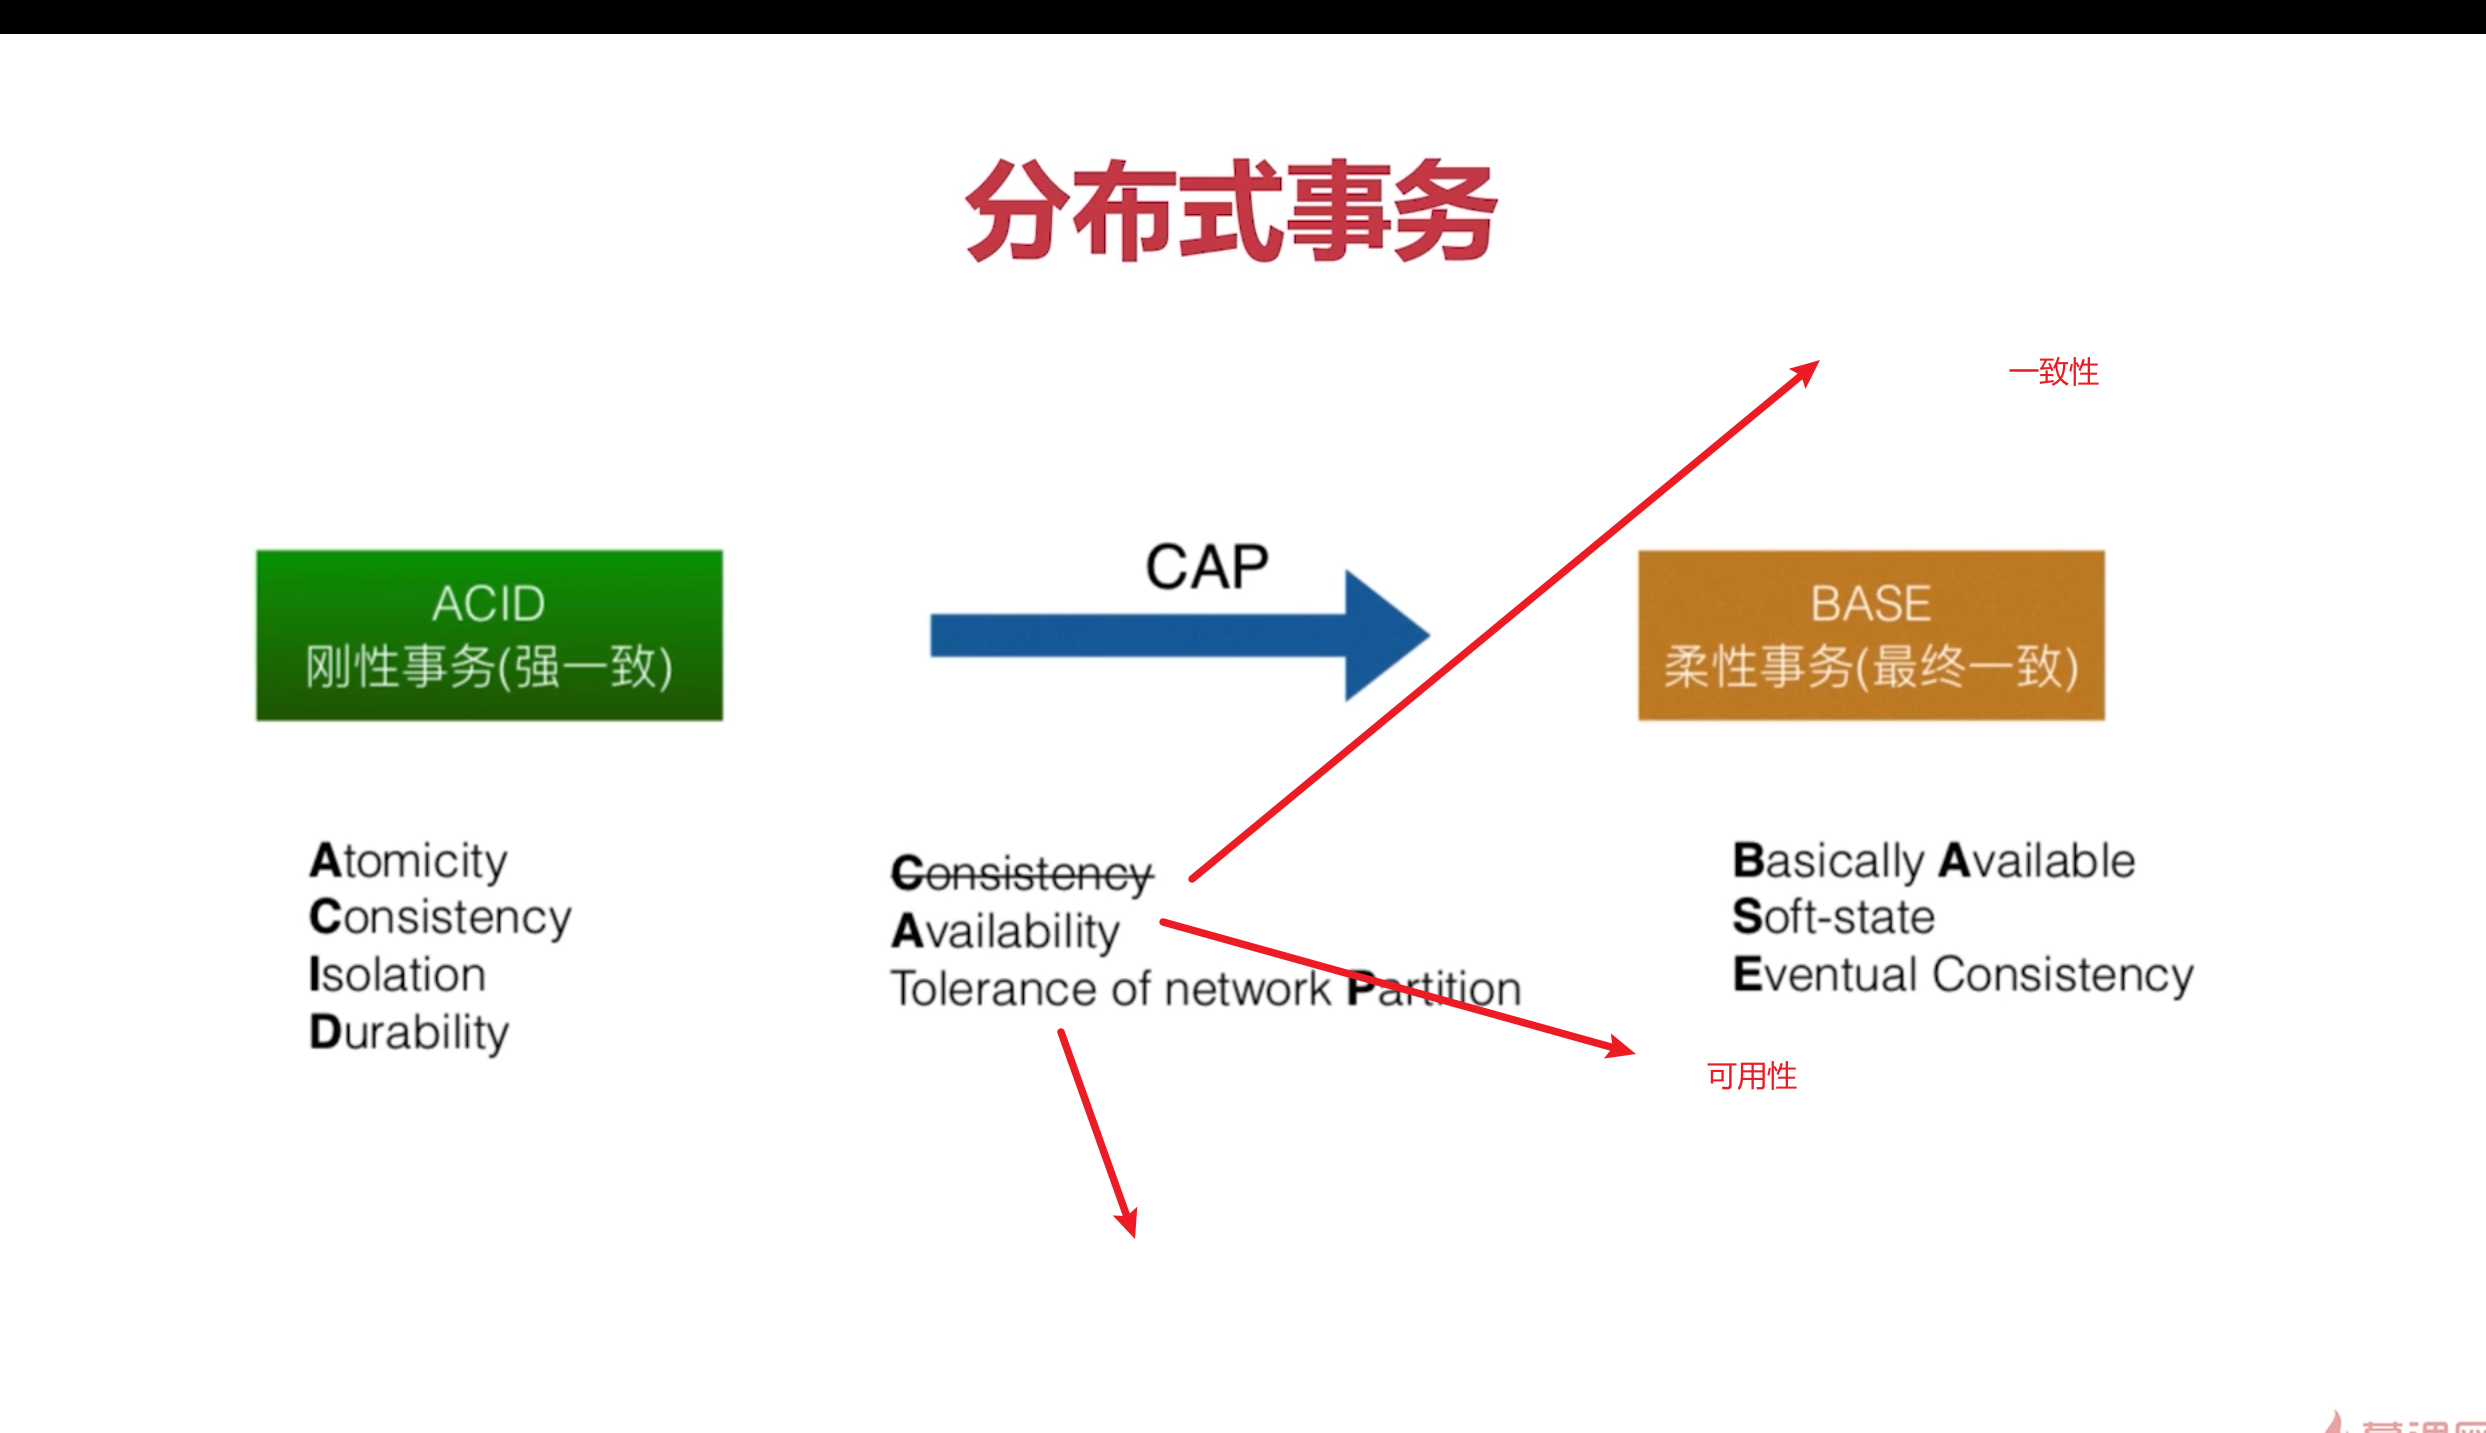 分布式事务
一致性
CAP
ACID
刚性事务(强一致)
BASE
柔性事务(最终一致)
Atomicity
Consistency
Isolation
Durability
Consistency
Availability
Tolerance of network Partition
Basically Available
Soft-state
Eventual Consistency
可用性